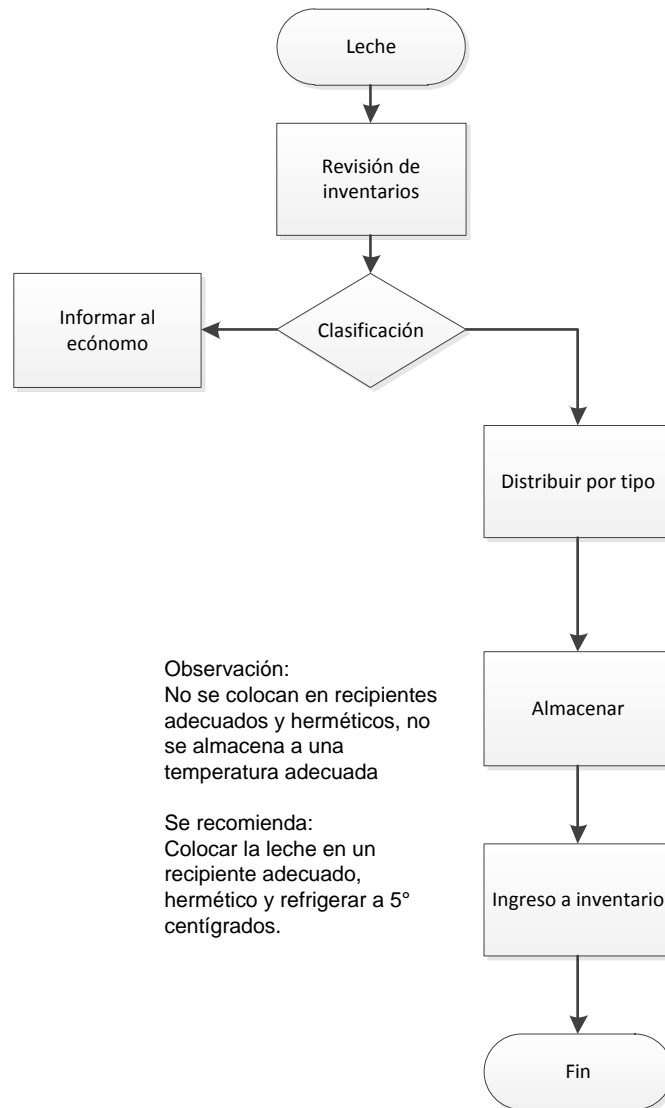 Leche
Revisión de
inventarios
Clasificación
Informar al
ecónomo
Distribuir por tipo
Almacenar
Observación:
No se colocan en recipientes
adecuados y herméticos, no
se almacena a una
temperatura adecuada
Se recomienda:
Colocar la leche en un
recipiente adecuado,
hermético y refrigerar a 5°
centígrados.
Ingreso a inventario
Fin